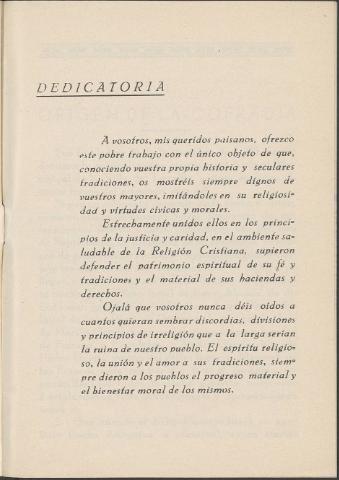 DEDICATORIA
A vosotros, mis queridos paisanos, ofrezco
este pobre trabajo con el único objeto de que,
conociendo vuestra propia historia y seculares
tradiciones, os mostréis siempre dignos de
vuestros mayores, imitándoles en su religiosi-
dad y virtudes cívicas y morales.
Estrechamente unidos ellos en los princi-
pios de la justicia y caridad, en el ambiente sa-
ludable de la Religión Cristiana, supieron
defender el patrimonio espiritual de su fé y
tradiciones y el material de sus haciendas y
derechos.
Ojalá que vosotros nunca déis oídos a
cuantos quieran sembrar discordias, divisiones
y principios de irreligión que a la larga serían
la ruina de nuestro pueblo. El espíritu religio-
so, la unión y el amor a sus tradiciones, siem
pre dieron a los pueblos el progreso material y
el bienestar moral de los mismos.